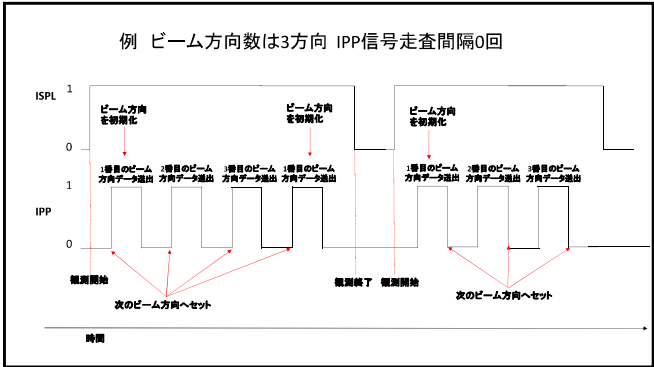 例 ビーム方向数は3方向 IPP信号走査間隔0回
ISPL
1
0
ビーム方向
を初期化
ビーム方向
を初期化
ビーム方向
を初期化
1番目のビーム
方向データ送出
2番目のビーム
方向データ送出
3番目のビーム
方向データ送出
1番目のビーム
方向データ送出
1番目のビーム
方向データ送出
2番目のビーム
方向データ送出
3番目のビーム
方向データ送出
IPP
1
0
観測開始
観測終了
観測開始
次のビーム方向へセット
次のビーム方向へセット
時間